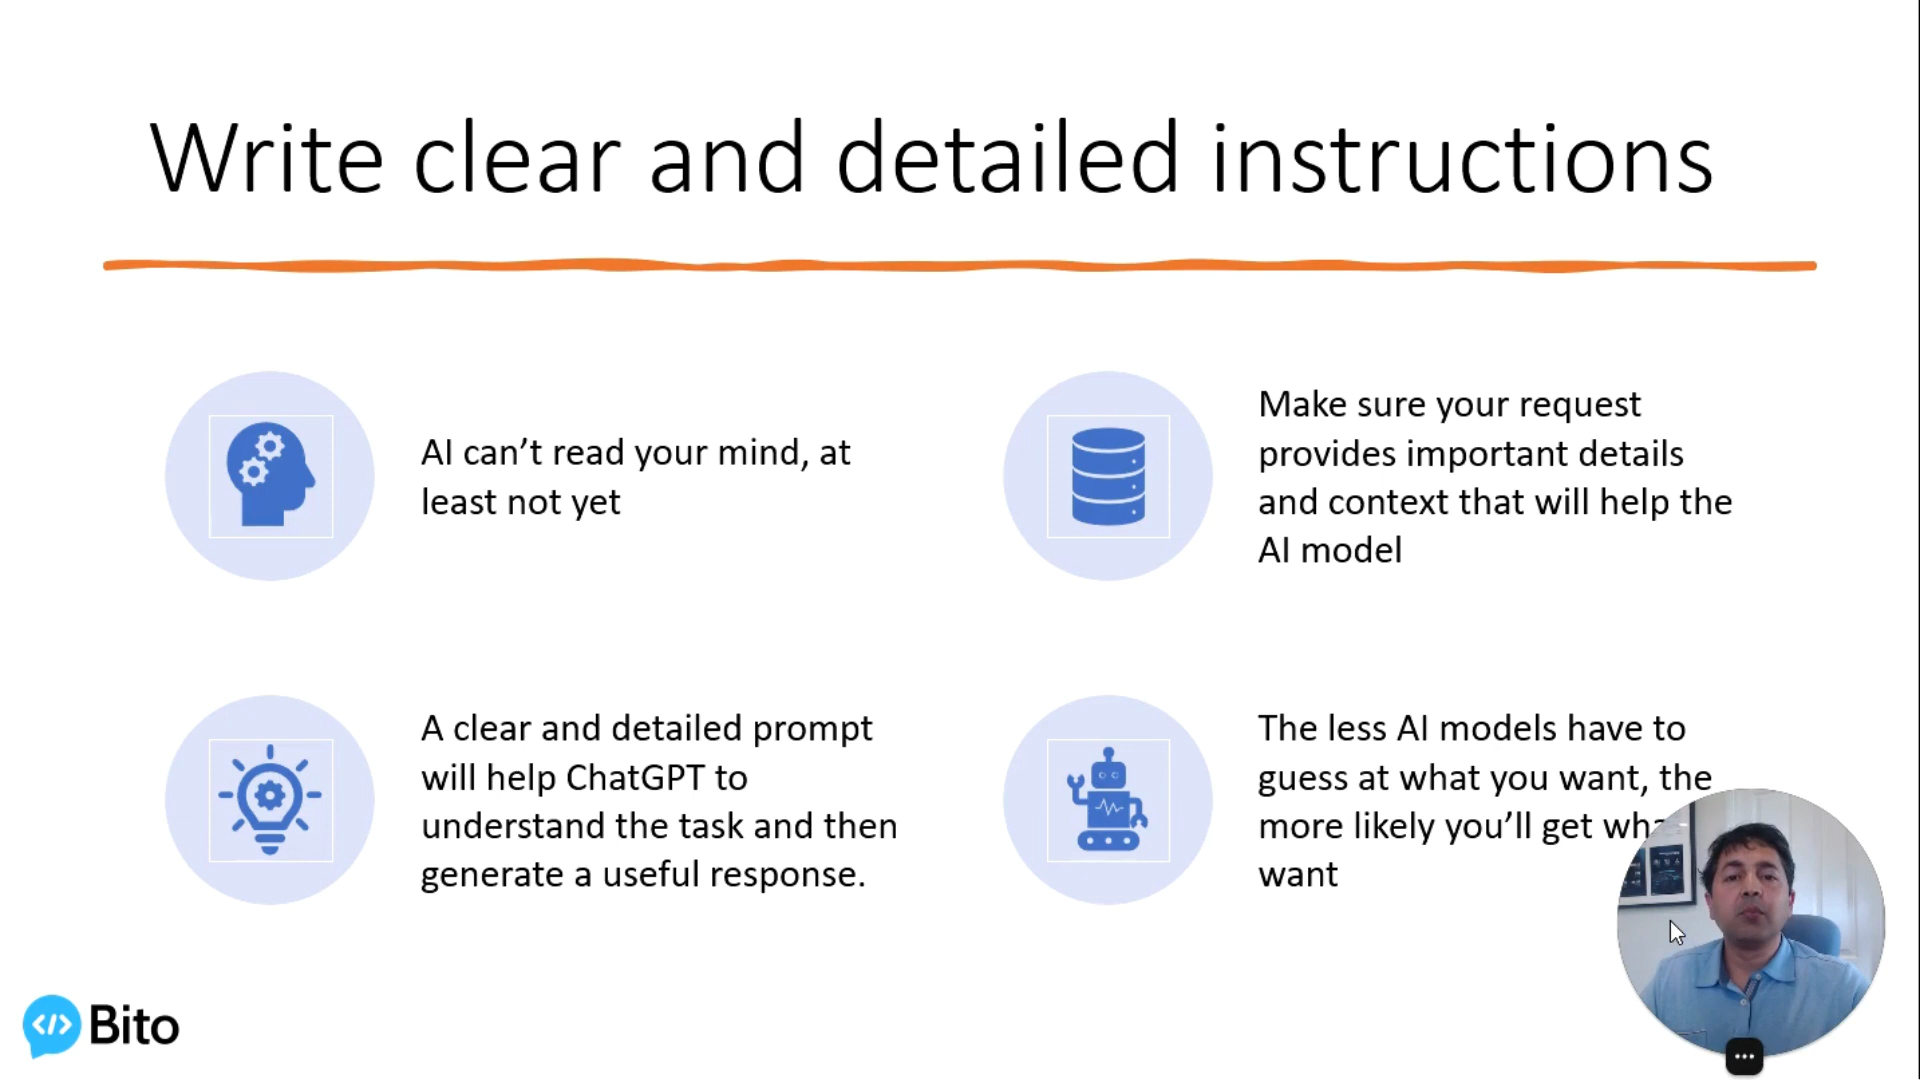 Write clear and detailed instructions
AI can’t read your mind, at
least not yet
Make sure your request
provides important details
and context that will help the
AI model
A clear and detailed prompt
will help ChatGPT to
understand the task and then
generate a useful response.
The less AI models have to
guess at what you want, the
more likely you’ll get
want
</> Bito